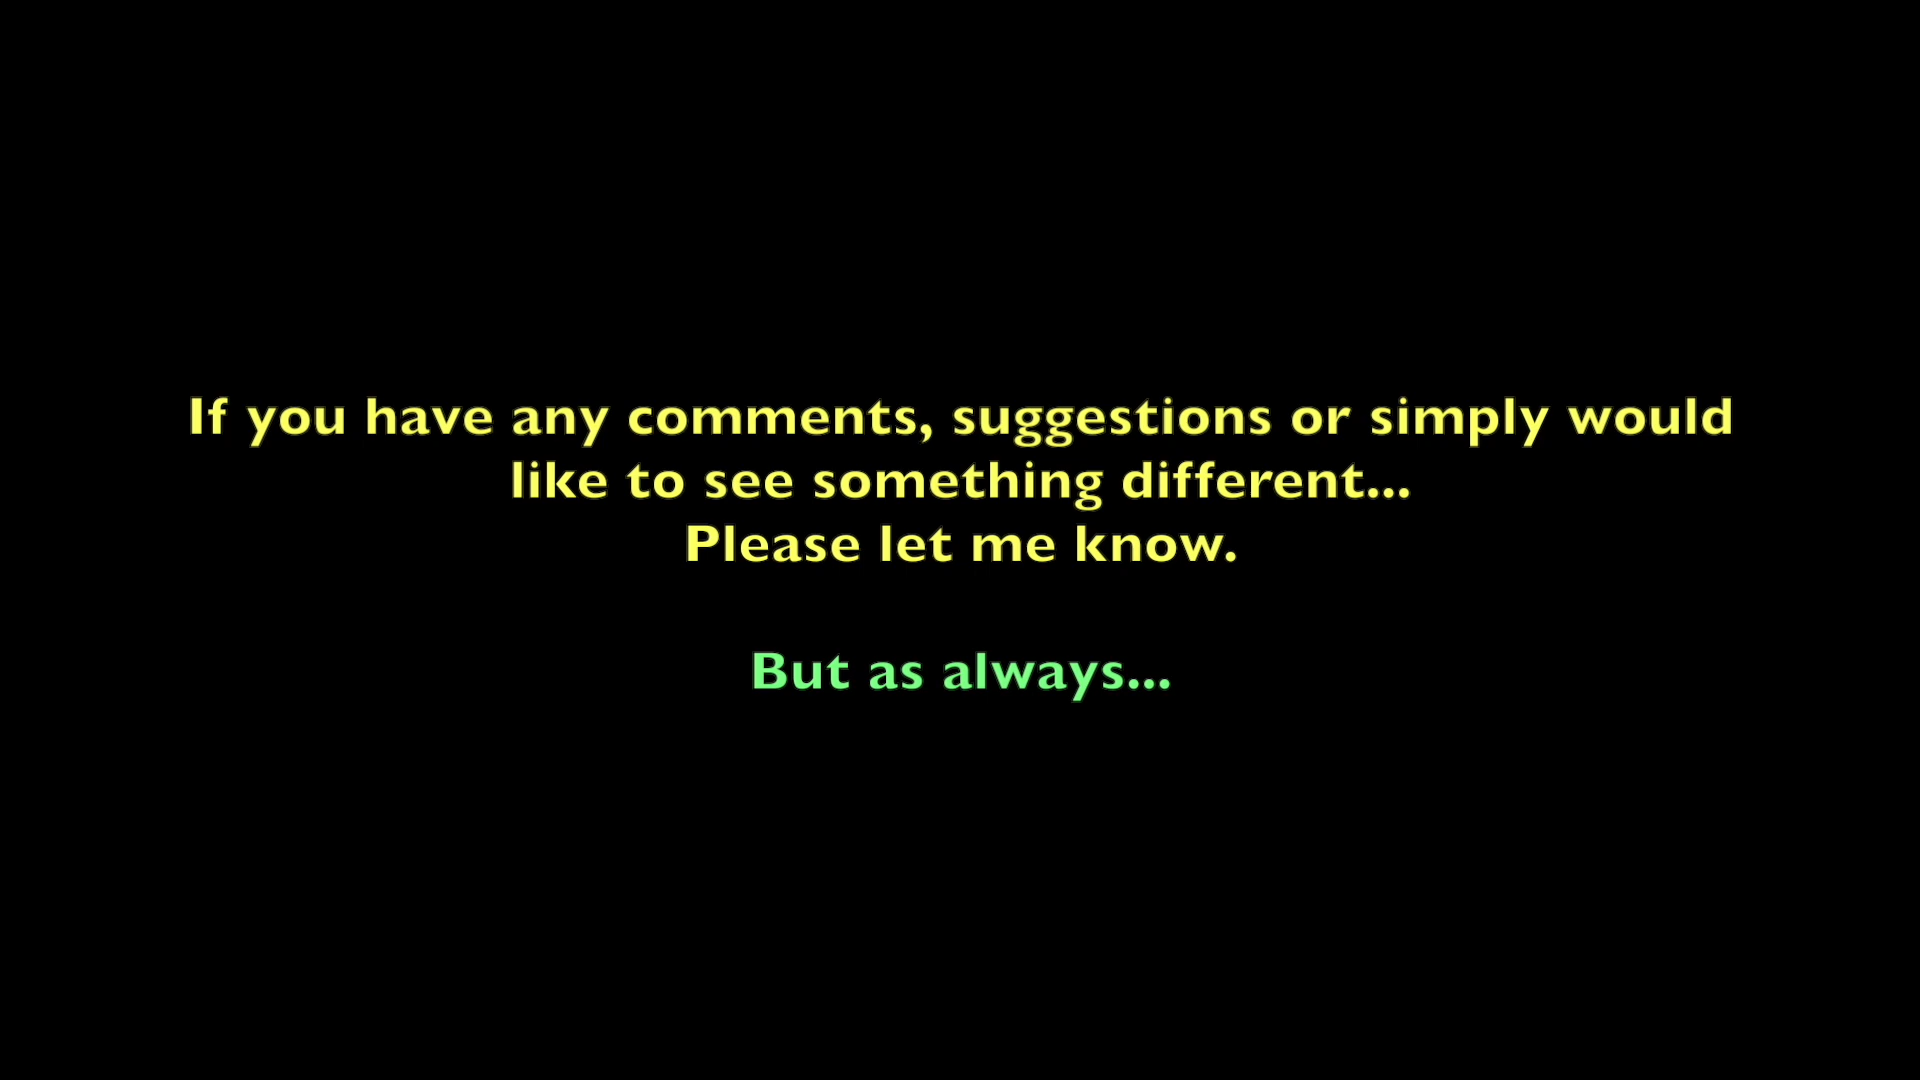 If you have any comments, suggestions or simply would
like to see something different...
Please let me know.
But as always...